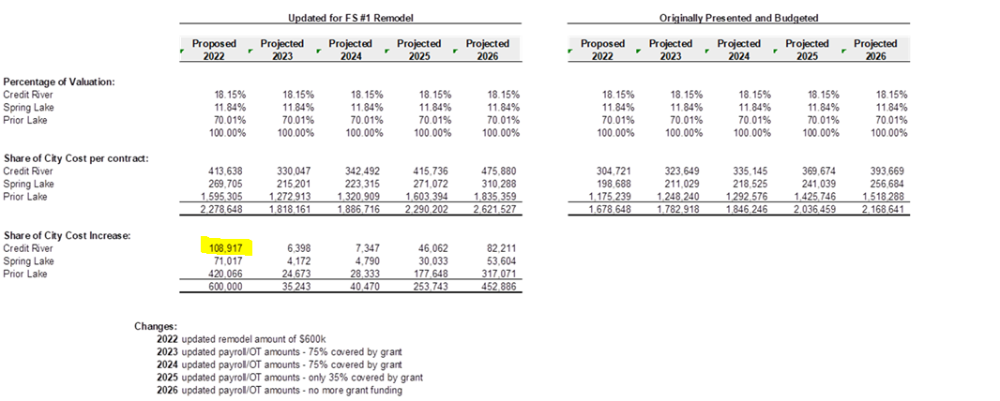 Updated for FS #1 Remodel Originally Presented and Budgeted
Proposed Projected Projected Projected Projected Proposed Projected Projected Projected Projected
2022 2023 2024 2025 2026 2022 2023 2024 2025 2026
Percentage of Valuation:
Credit River 18.15% 18.15% 18.15% 18.15% 18.15% 18.15% 18.15% 18.15% 18.15% 18.15%
Spring Lake 11.84% 11.84% 11.84% 11.84% 11.84% 11.84% 11.84% 11.84% 11.84% 11.84%
Prior Lake 70.01% 70.01% 70.01% 70.01% 70.01% 70.01% 70.01% 70.01% 70.01% 70.01%
100.00% 100.00% 100.00% 100.00% 100.00% 100.00% 100.00% 100.00% 100.00% 100.00%
Share of City Cost per contract:
Credit River 413,638 330,047 342,492 415,736 475,880 304,721 323,649 335,145 369,674 393,669
Spring Lake 269,705 215,201 223,315 271,072 310,288 198,688 211,029 218,525 241,039 256,684
Prior Lake 1,595,305 1,272,913 1,320,909 1,603,394 1,835,359 1,175,239 1,248,240 1,292,576 1,425,746 1,518,288
2,278,648 1,818,161 1,886,716 2,290,202 2,621,527 1,678,648 1,782,918 1,846,246 2,036,459 2,168,641
Share of City Cost Increase:
Credit River 108,917 6,398 7,347 46,062 82,211
Spring Lake 71,017 4,172 4,790 30,033 53,604
Prior Lake 420,066 24,673 28,333 177,648 317,071
600,000 35,243 40,470 253,743 452,886
Changes:
2022 updated remodel amount of $600k
2023 updated payroll/OT amounts - 75% covered by grant
2024 updated payroll/OT amounts - 75% covered by grant
2025 updated payroll/OT amounts - only 35% covered by grant
2026 updated payroll/OT amounts - no more grant funding